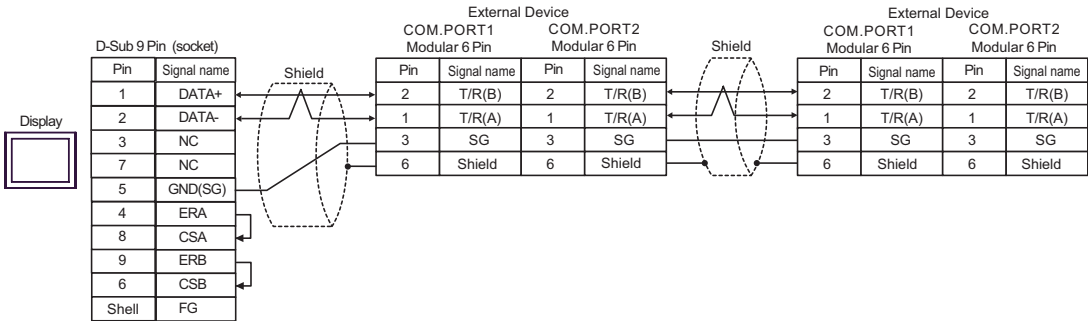 External Device
External Device
COM.PORT1 COM.PORT2
COM.PORT1 COM.PORT2
D-Sub 9 Pin (socket)
Modular 6 Pin Modular 6 Pin
Shield
Modular 6 Pin Modular 6 Pin
Pin Signal name
Shield
Pin Signal name Pin Signal name
Pin Signal name Pin Signal name
1 DATA+
2 T/R(B) 2 T/R(B)
2 T/R(B) 2 T/R(B)
Display
2 DATA-
1 T/R(A) 1 T/R(A)
1 T/R(A) 1 T/R(A)
3 NC
3 SG 3 SG
3 SG 3 SG
7 NC
6 Shield 6 Shield
6 Shield 6 Shield
5 GND(SG)
4 ERA
8 CSA
9 ERB
6 CSB
Shell FG